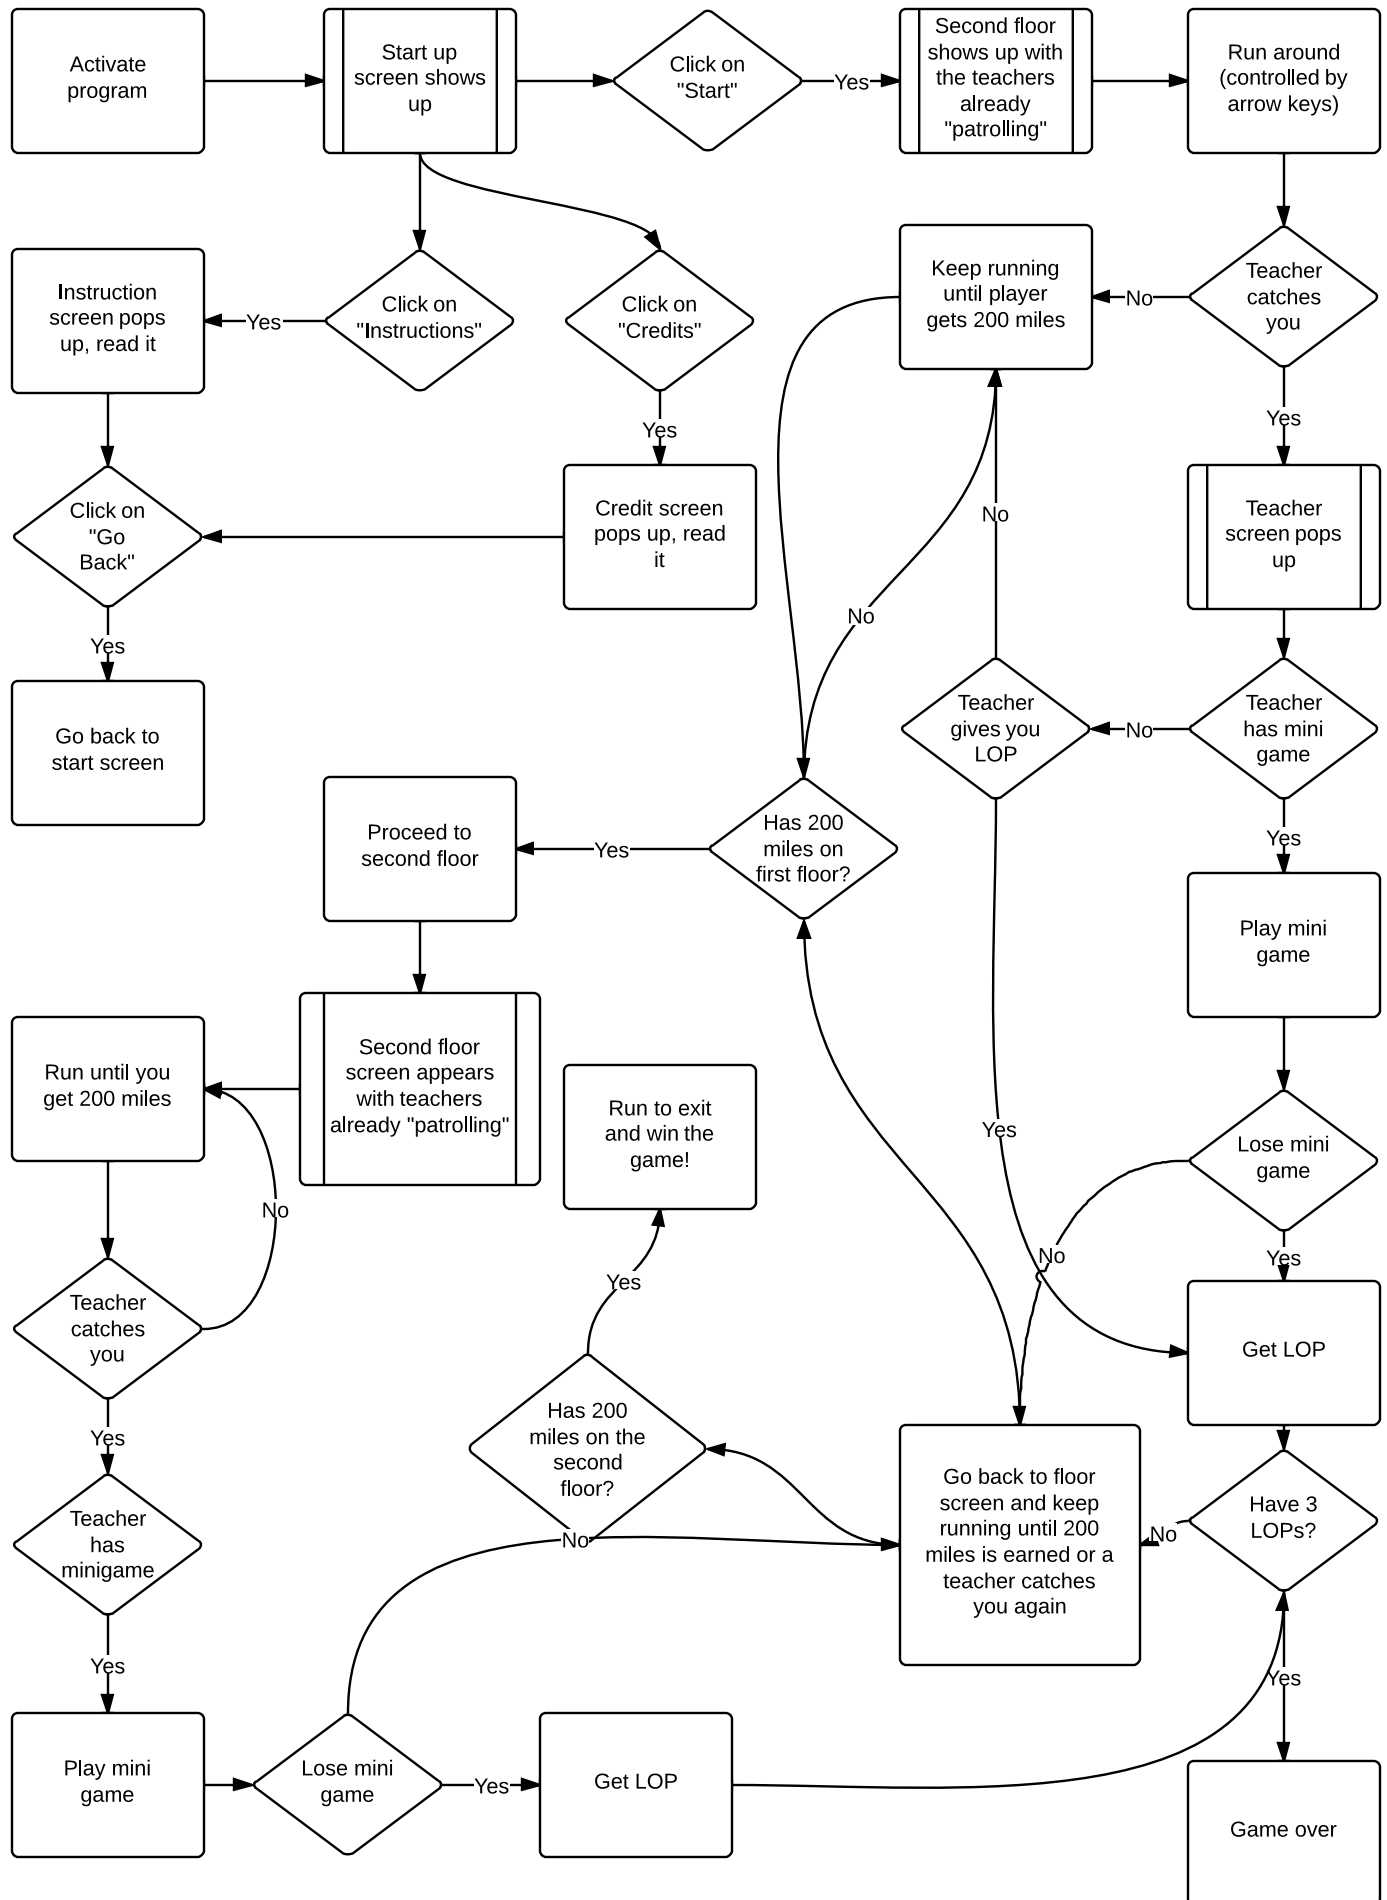 Activate
program
Start up
screen shows
up
Click on
"Start"
Yes
Second floor
shows up with
the teachers
already
"patrolling"
Run around
(controlled by
arrow keys)
Instruction
screen pops
up, read it
Yes
Click on
"Instructions"
Click on
"Credits"
Keep running
until player
gets 200 miles
No
Teacher
catches
you
Yes
Yes
Click on
"Go
Back"
Credit screen
pops up, read
it
No
Teacher
screen pops
up
No
Yes
Go back to
start screen
Teacher
gives you
LOP
No
Teacher
has mini
game
Proceed to
second floor
Yes
Has 200
miles on
first floor?
Yes
Play mini
game
Run until you
get 200 miles
Second floor
screen appears
with teachers
already "patrolling"
Run to exit
and win the
game!
Yes
Lose mini
game
No
Yes
No
Yes
Teacher
catches
you
Get LOP
Yes
Has 200
miles on the
second
floor?
Go back to floor
screen and keep
running until 200
miles is earned or a
teacher catches
you again
No
Have 3
LOPs?
Teacher
has
minigame
No
Yes
Yes
Play mini
game
Lose mini
game
Yes
Get LOP
Game over